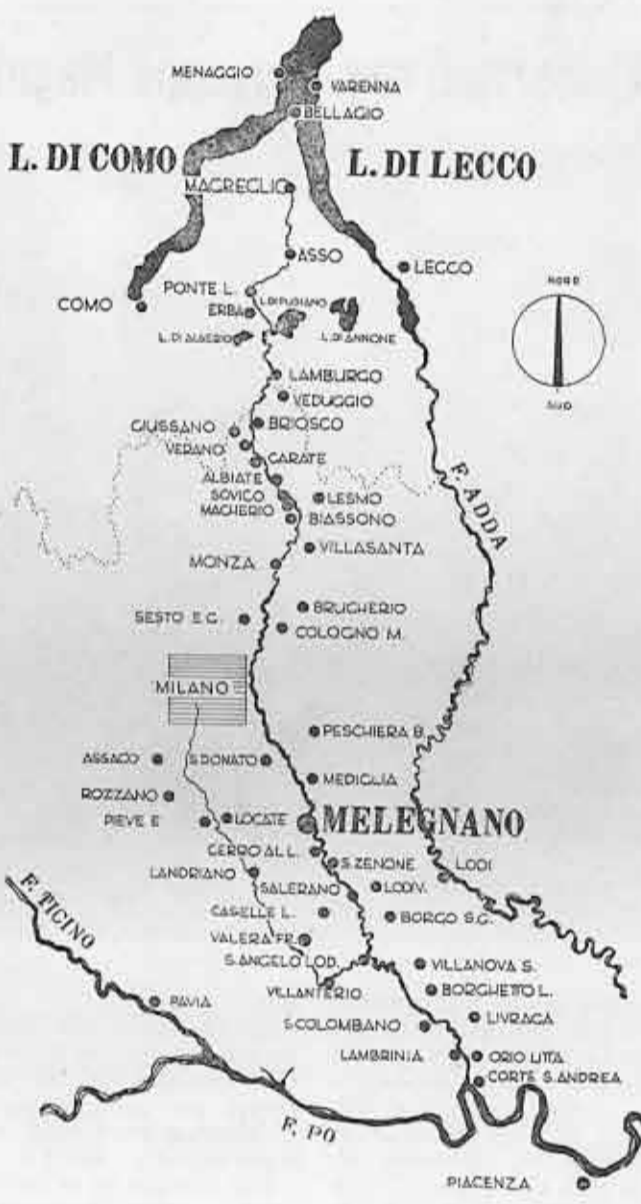 MENAGGIO
VARENNA
BELLAGIO
L. DI COMO
L. DI LECCO
MAGREGLIO
ASSO
LECCO
NORD
PONTE L.
COMO
ERBA
L. DI PUSIANO
L. DI ALSERIO
L. DI ANNONE
SUD
LAMBURGO
VEDUGGIO
BRIOSCO
GIUSSANO
VERANO
CARATE
ALBIATE
SOVICO
LESMO
MACHERIO
BIASSONO
F. ADDA
VILLASANTA
MONZA
BRUGHERIO
SESTO E G.
COLOGNO M.
MILANO
PESCHIERA B.
ASSAGO
S. DONATO
MEDIGLIA
ROZZANO
PIEVE E
LOCATE
MELEGNANO
CERRO AL L.
S. ZENONE
LODI
LANDRIANO
SALERANO
LODI V.
F. TICINO
CASELLE L.
BORGO S.G.
VALERA FR.
S. ANGELO LOD.
VILLANOVA S.
VILLANTERIO
BORGHETTO L.
PAVIA
LIVRAGA
S. COLOMBANO
LAMBRINIA
ORIO LITTA
CORTE S. ANDREA
F. PO
PIACENZA